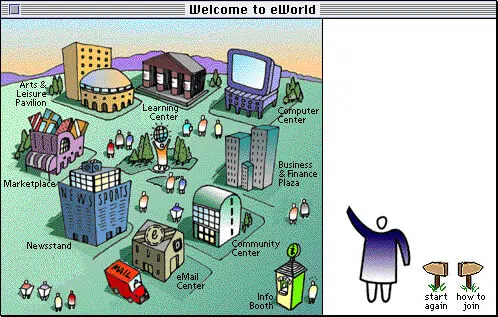 Welcome to eWorld
Arts &
Leisure
Pavilion
Learning
Center
Computer
Center
Marketplace
Business
& Finance
Plaza
NEWS
SPORTS
Newsstand
Community
Center
e
MAIL
eMail
Center
i
Info
Booth
start
again
how to
join